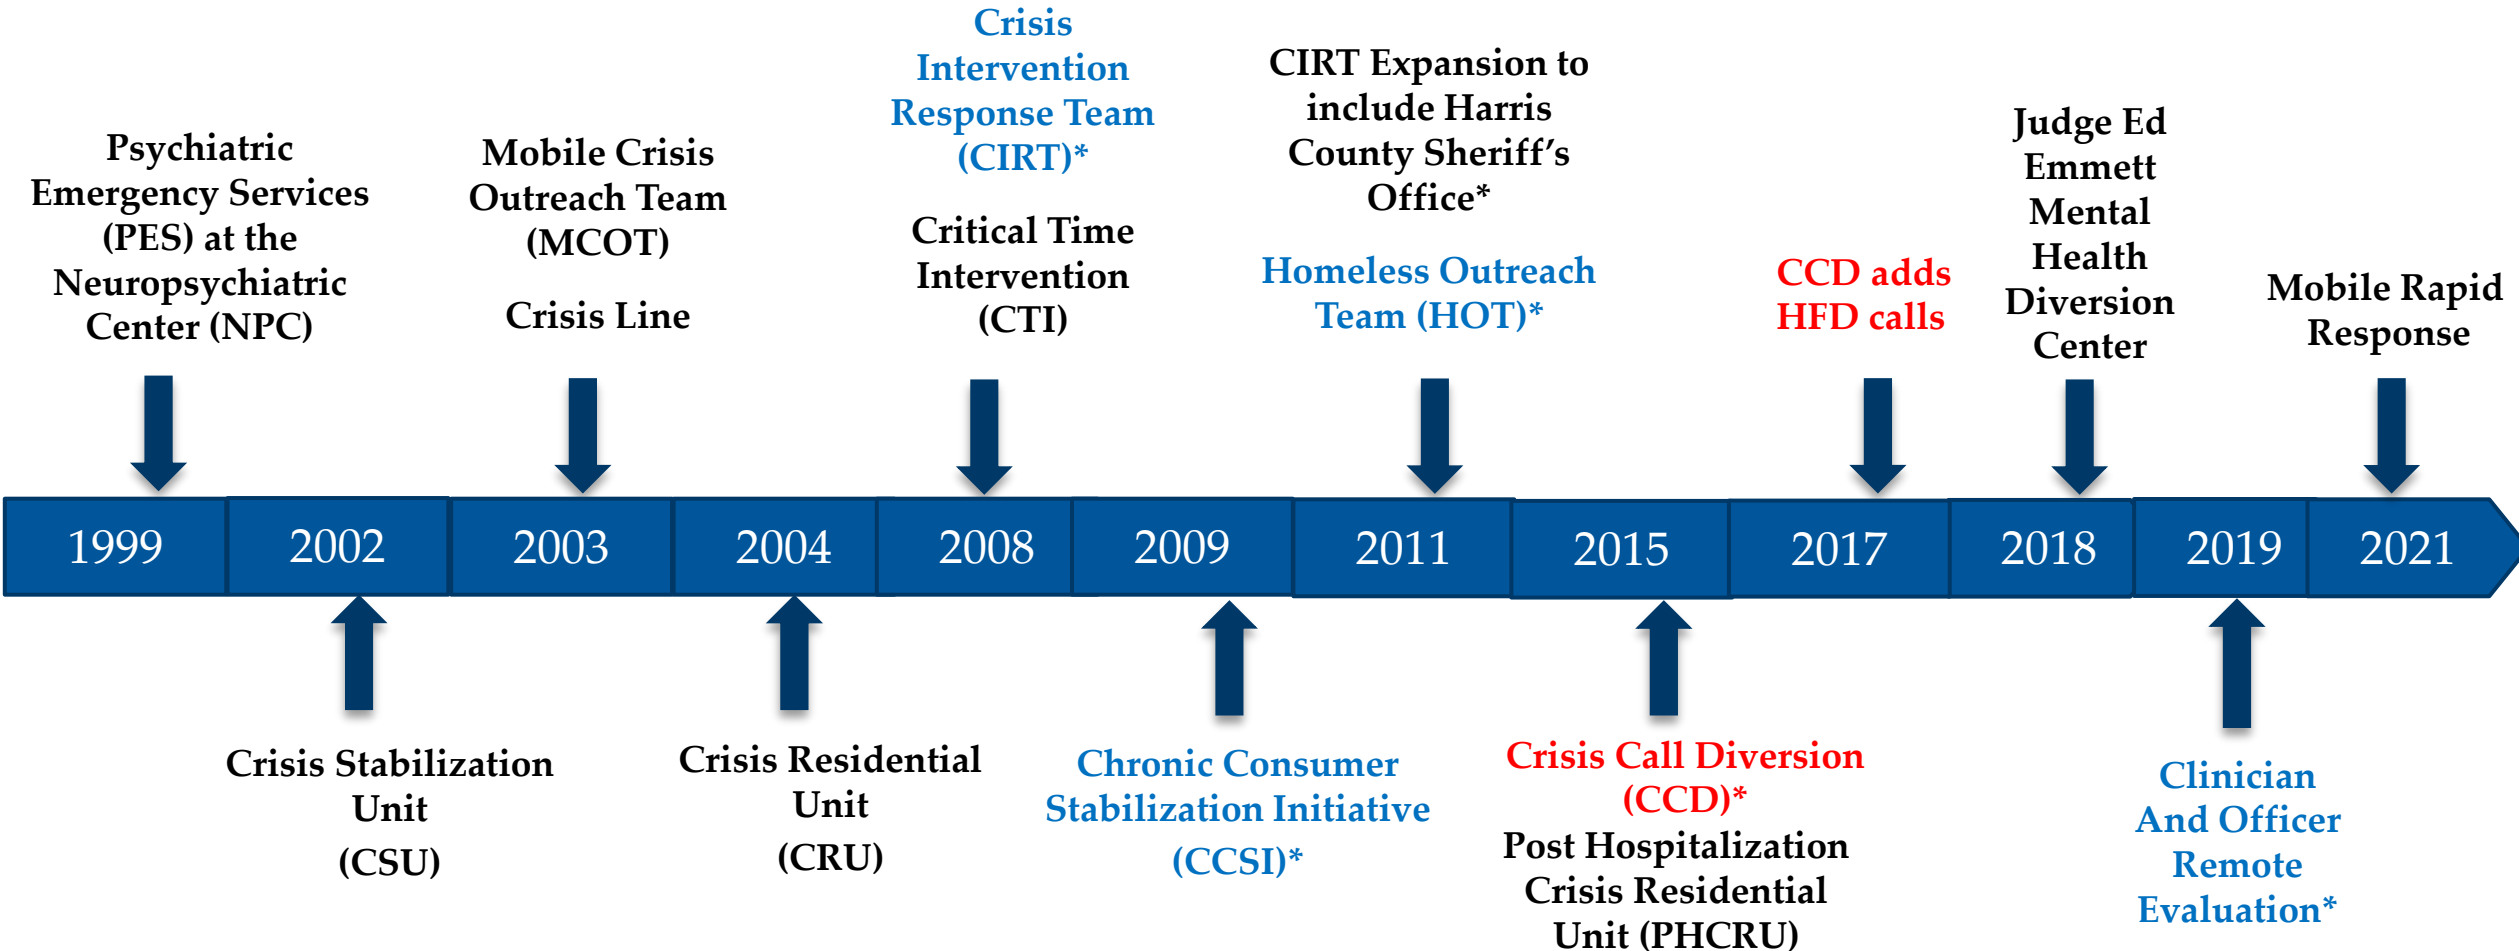 Psychiatric
Emergency Services
(PES) at the
Neuropsychiatric
Center (NPC)
Mobile Crisis
Outreach Team
(MCOT)
Crisis Line
Crisis
Intervention
Response Team
(CIRT)*
Critical Time
Intervention
(CTI)
CIRT Expansion to
include Harris
County Sheriff’s
Office*
Homeless Outreach
Team (HOT)*
CCD adds
HFD calls
Judge Ed
Emmett
Mental
Health
Diversion
Center
Mobile Rapid
Response
1999
2002
2003
2004
2008
2009
2011
2015
2017
2018
2019
2021
Crisis Stabilization
Unit
(CSU)
Crisis Residential
Unit
(CRU)
Chronic Consumer
Stabilization Initiative
(CCSI)*
Crisis Call Diversion
(CCD)*
Post Hospitalization
Crisis Residential
Unit (PHCRU)
Clinician
And Officer
Remote
Evaluation*